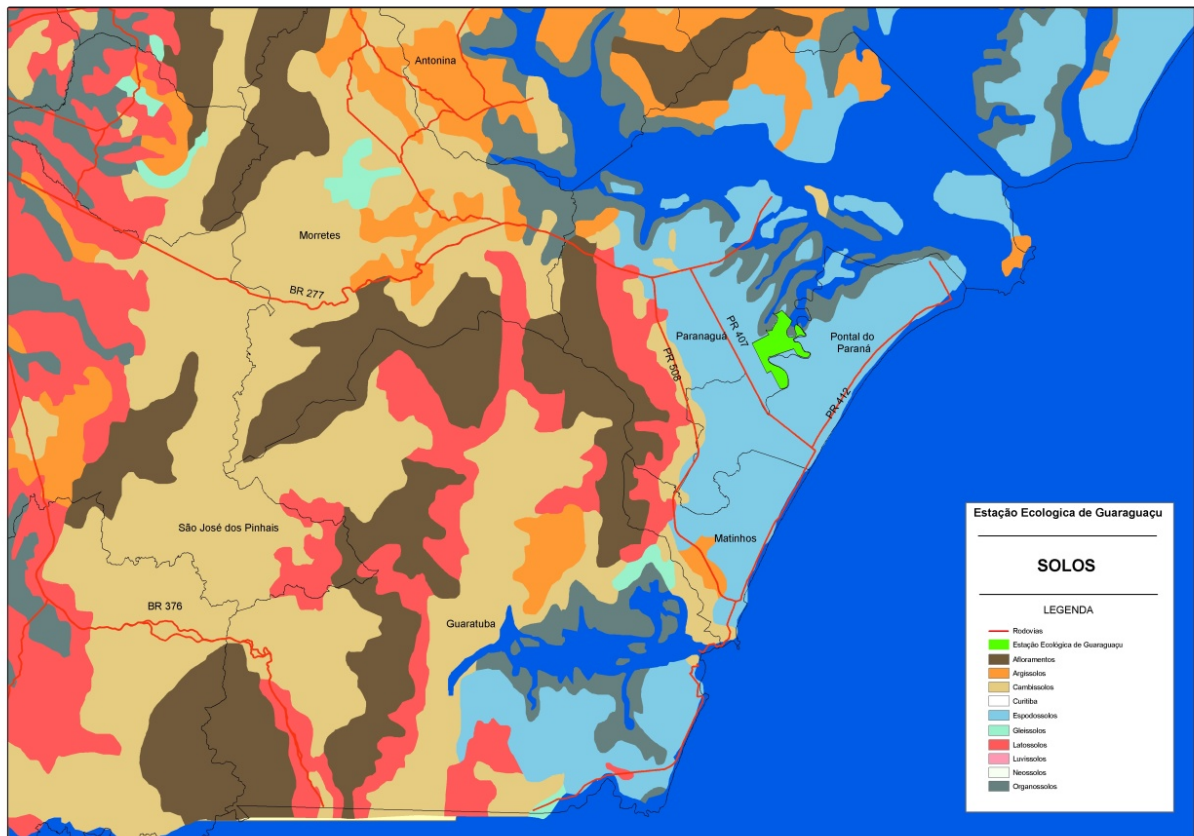 Antonina
Morretes
BR 277
Paranaguá
PR 407
Pontal do
Paraná
PR 508
PR 412
São José dos Pinhais
Matinhos
BR 376
Guaratuba
Estação Ecologica de Guaraguaçu
SOLOS
LEGENDA
Rodovias
Estação Ecológica de Guaraguaçu
Afloramentos
Argissolos
Cambissolos
Curitiba
Espodossolos
Gleissolos
Latossolos
Luvissolos
Neossolos
Organossolos